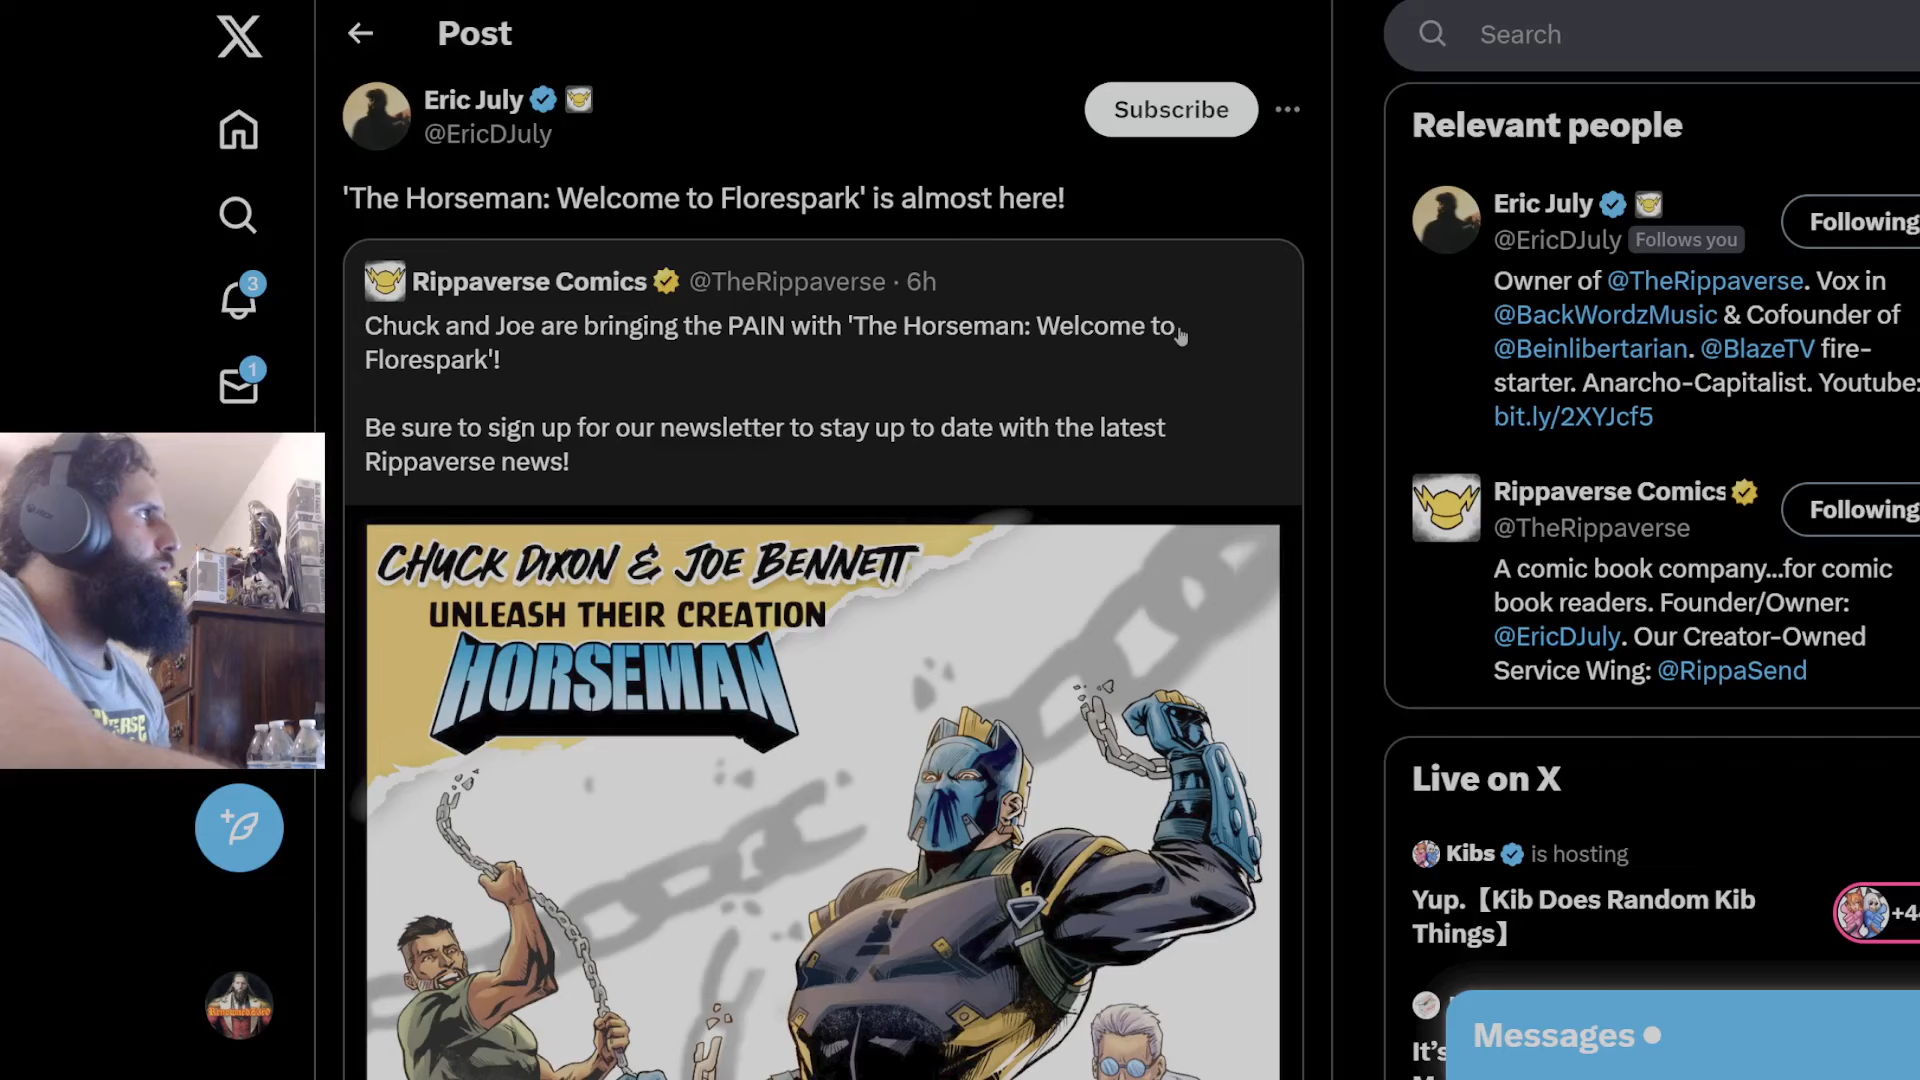 Post
Search
Eric July
@EricDJuly
Subscribe
'The Horseman: Welcome to Florespark' is almost here!
Rippaverse Comics @TheRippaverse · 6h
Chuck and Joe are bringing the PAIN with 'The Horseman: Welcome to
Florespark'!
Be sure to sign up for our newsletter to stay up to date with the latest
Rippaverse news!
CHUCK DIXON & JOE BENNETT
UNLEASH THEIR CREATION
HORSEMAN
3
1
Relevant people
Eric July
@EricDJuly Follows you
Following
Owner of @TheRippaverse. Vox in
@BackWordzMusic & Cofounder of
@Beinlibertarian. @BlazeTV fire-
starter. Anarcho-Capitalist. Youtube:
bit.ly/2XYJcf5
Rippaverse Comics
@TheRippaverse
Following
A comic book company...for comic
book readers. Founder/Owner:
@EricDJuly. Our Creator-Owned
Service Wing: @RippaSend
Live on X
Kibs is hosting
Yup.【Kib Does Random Kib
Things】
It's
Messages